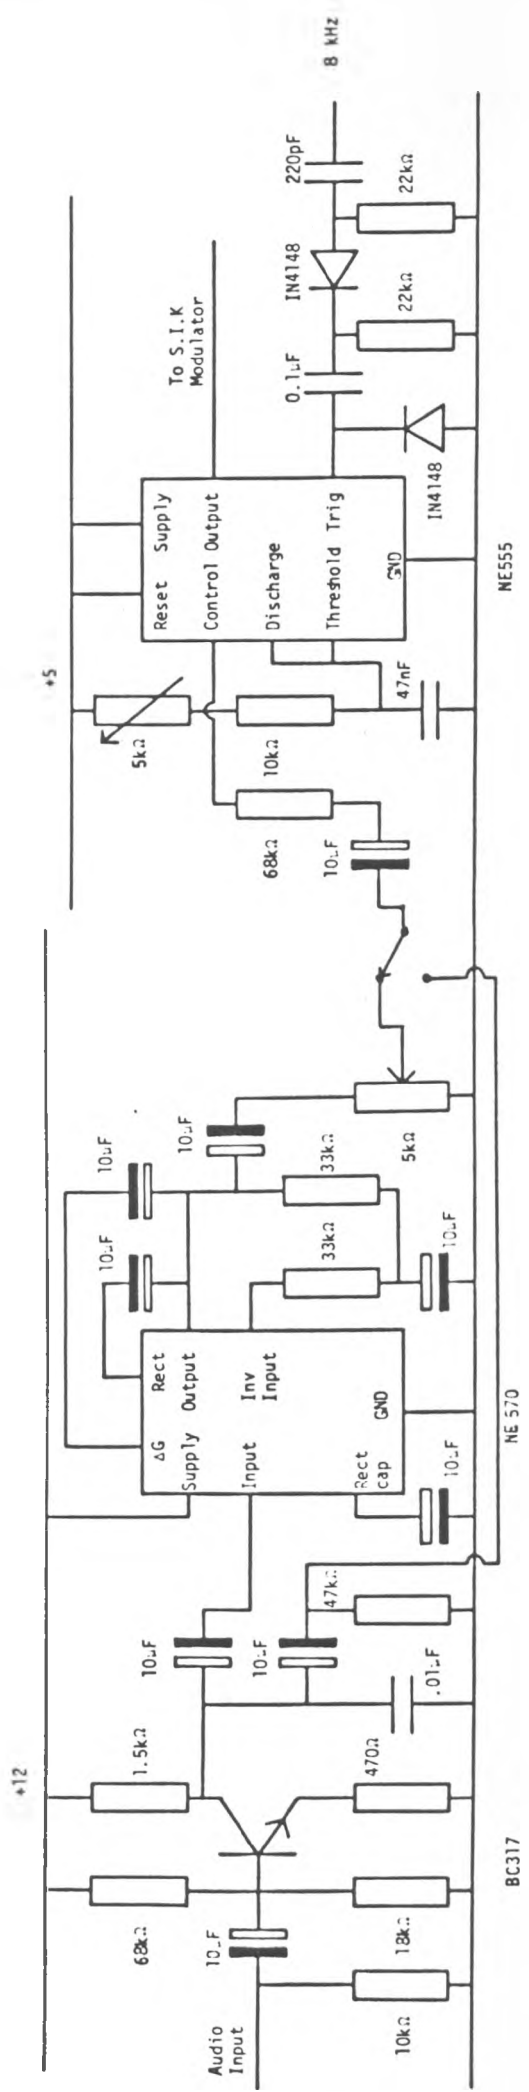 +12
+5
8 kHz
Audio
Input
10kΩ
10µF
68kΩ
18kΩ
1.5kΩ
470Ω
BC317
10µF
10µF
47kΩ
.01µF
ΔG
Rect
Supply
Output
Input
Inv
Input
Rect
cap
GND
10µF
NE 570
10µF
10µF
10µF
33kΩ
33kΩ
10µF
5kΩ
10µF
68kΩ
5kΩ
10kΩ
47nF
Reset
Supply
Control
Output
Discharge
Threshold
Trig
GND
NE555
To S.I.K
Modulator
0.1µF
IN4148
IN4148
220pF
22kΩ
22kΩ